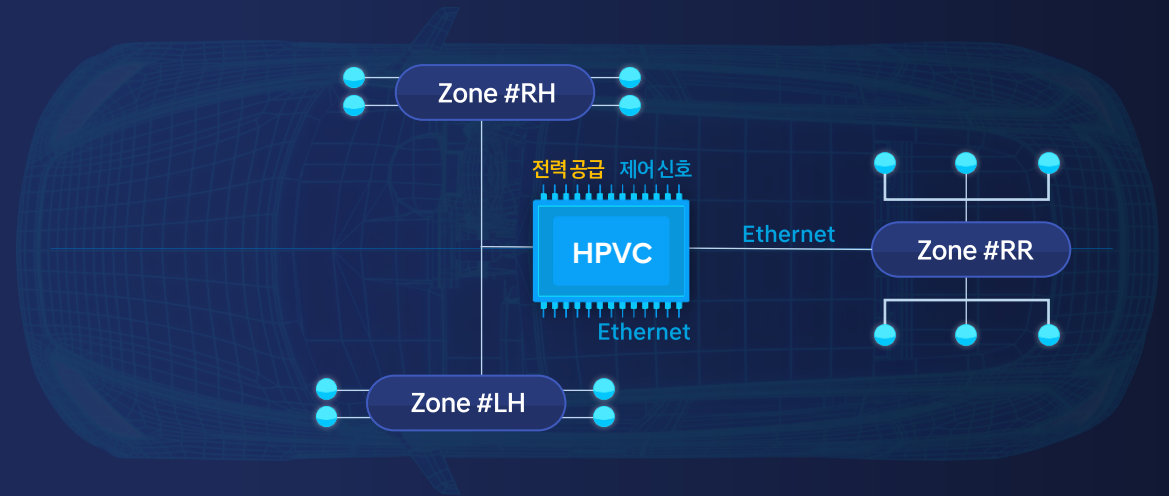 Zone #RH
전력 공급 제어 신호
HPVC
Ethernet
Zone #RR
Ethernet
Zone #LH